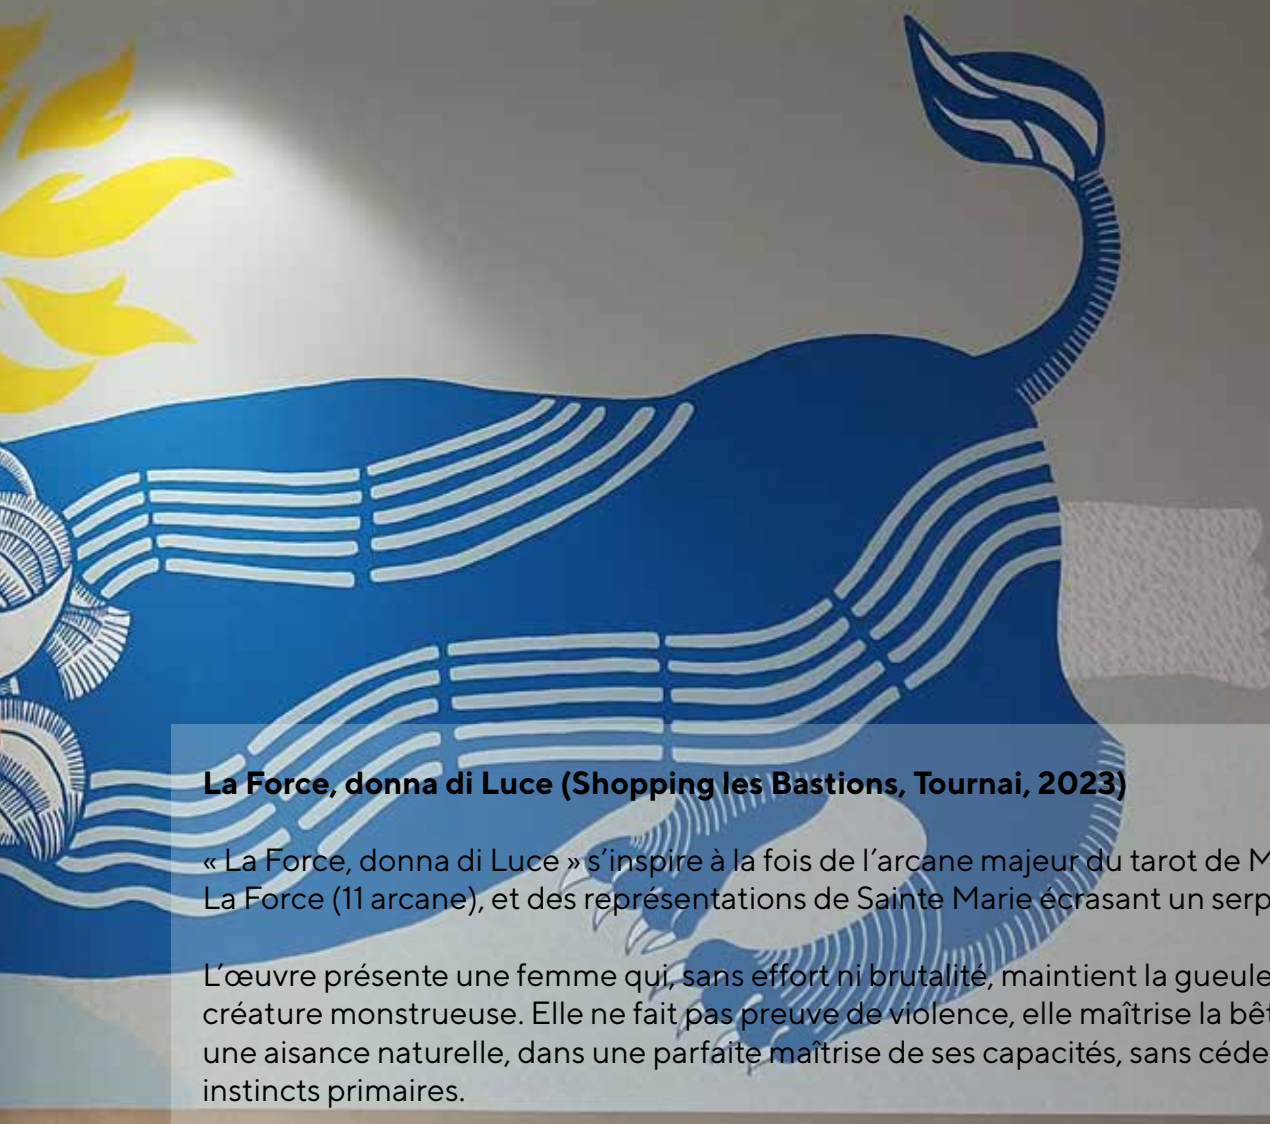 La Force, donna di Luce (Shopping les Bastions, Tournai, 2023)
« La Force, donna di Luce » s’inspire à la fois de l’arcane majeur du tarot de
La Force (11 arcane), et des représentations de Sainte Marie écrasant un
L’œuvre présente une femme qui, sans effort ni brutalité, maintient la gueule
créature monstrueuse. Elle ne fait pas preuve de violence, elle maîtrise la
une aisance naturelle, dans une parfaite maîtrise de ses capacités, sans
instincts primaires.